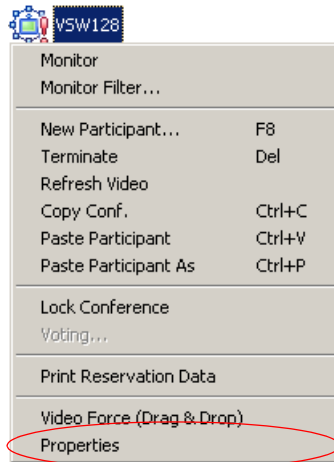 VSW128
Monitor
Monitor Filter...
New Participant... F8
Terminate Del
Refresh Video
Copy Conf. Ctrl+C
Paste Participant Ctrl+V
Paste Participant As Ctrl+P
Lock Conference
Voting...
Print Reservation Data
Video Force (Drag & Drop)
Properties